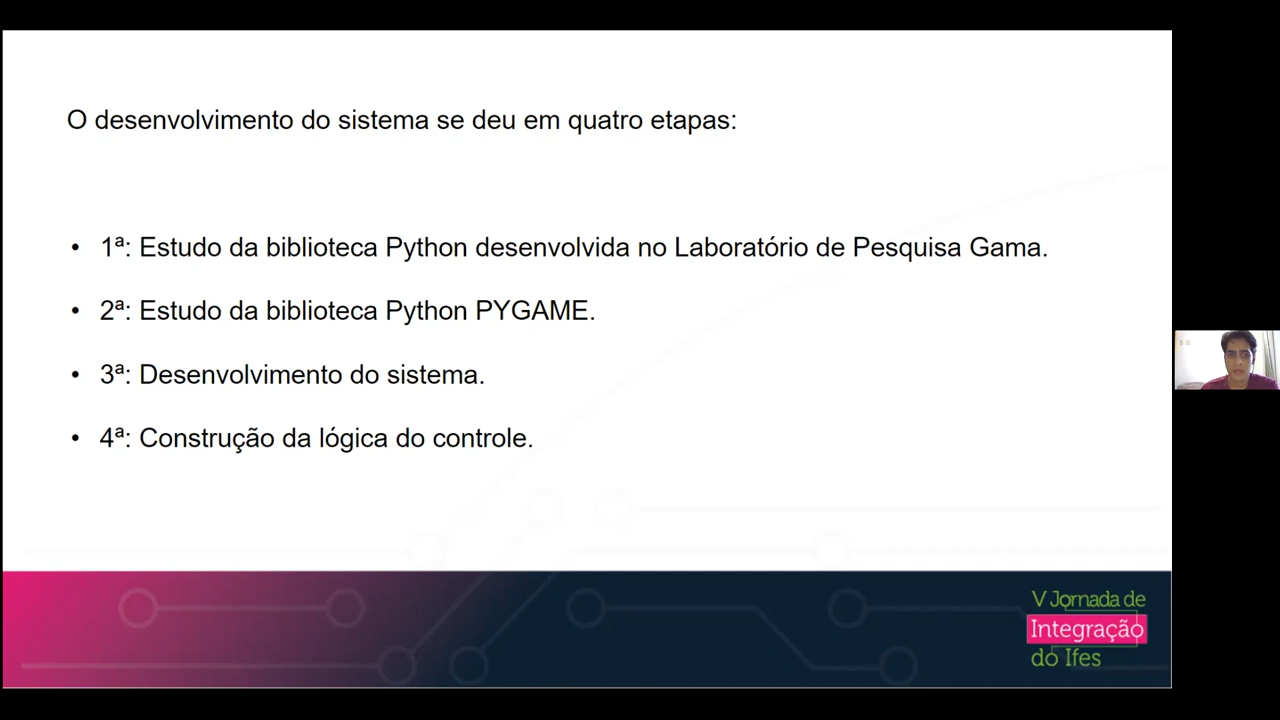 O desenvolvimento do sistema se deu em quatro etapas:
• 1ª: Estudo da biblioteca Python desenvolvida no Laboratório de Pesquisa Gama.
• 2ª: Estudo da biblioteca Python PYGAME.
• 3ª: Desenvolvimento do sistema.
• 4ª: Construção da lógica do controle.
V Jornada de
Integração
do Ifes